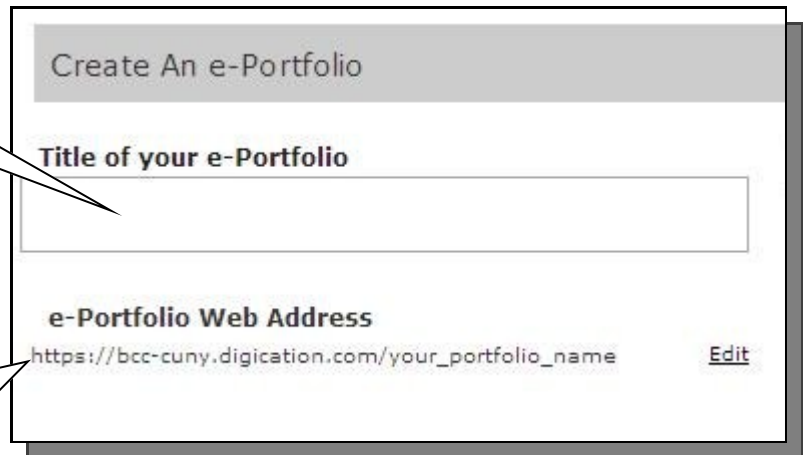 Create An e-Portfolio
Title of your e-Portfolio
e-Portfolio Web Address
https://bcc-cuny.digication.com/your_portfolio_name Edit